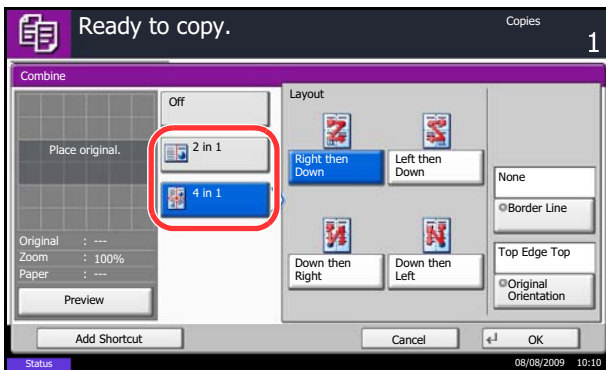 Ready to copy.
Copies
1
Combine
Place original.
Original : ---
Zoom : 100%
Paper : ---
Preview
Off
2 in 1
4 in 1
Layout
Right then
Down
Left then
Down
Down then
Right
Down then
Left
None
Border Line
Top Edge Top
Original
Orientation
Add Shortcut
Cancel
OK
Status
08/08/2009 10:10